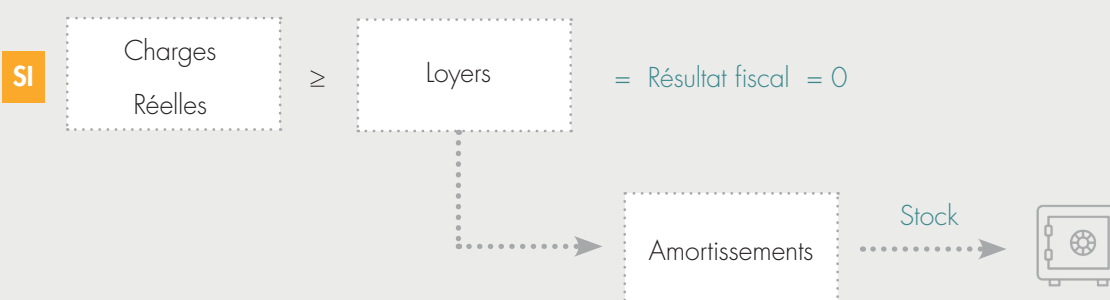 SI
Charges
Réelles
≥
Loyers
= Résultat fiscal = 0
Amortissements
Stock